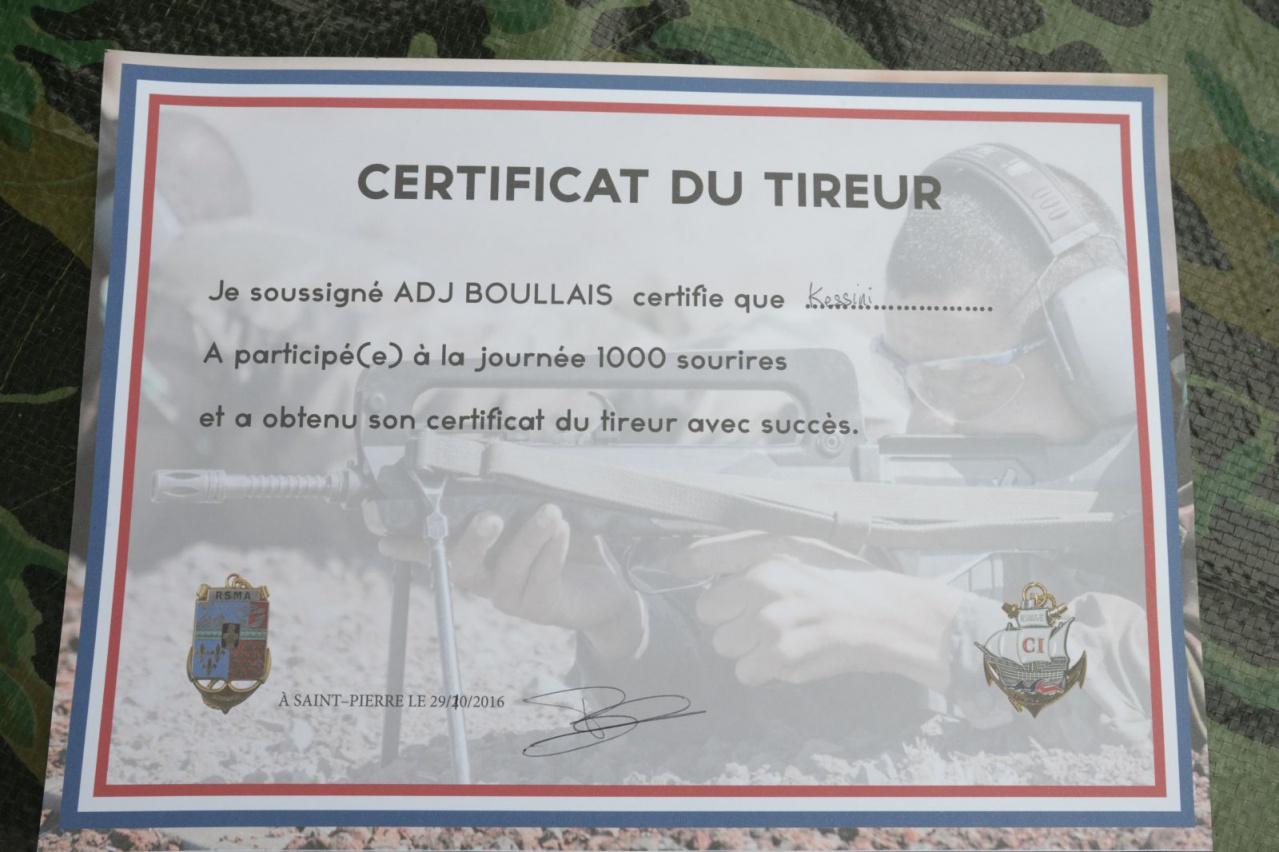 CERTIFICAT DU TIREUR
Je soussigné ADJ BOULLAIS certifie que Kessini....................
A participé(e) à la journée 1000 sourires
et a obtenu son certificat du tireur avec succès.
RSMA
CI
À SAINT-PIERRE LE 29/10/2016